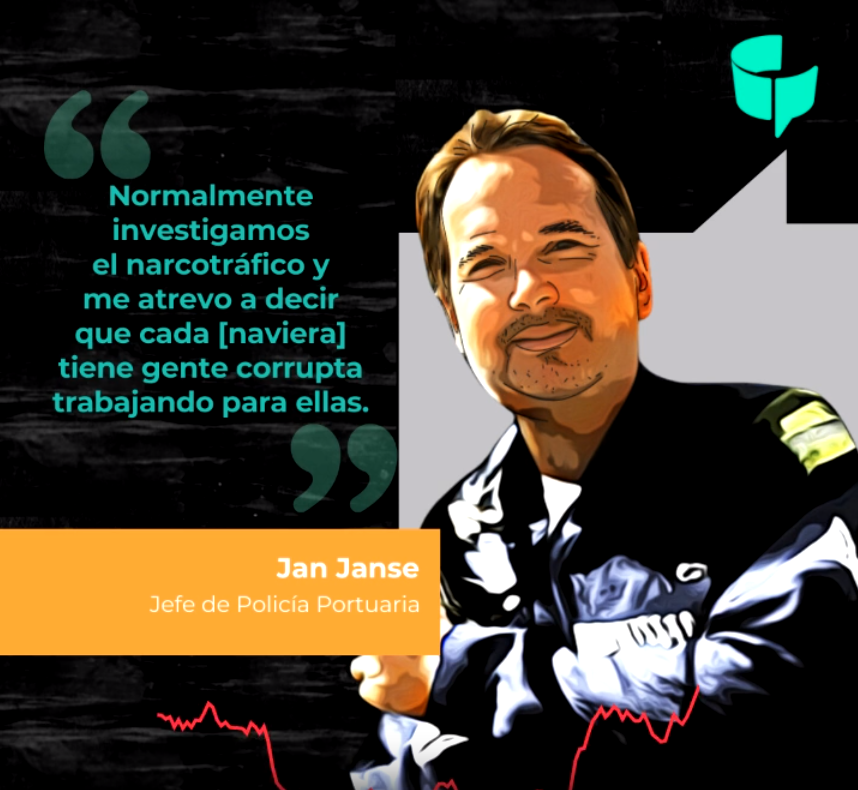 “
Normalmente
investigamos
el narcotráfico y
me atrevo a decir
que cada [naviera]
tiene gente corrupta
trabajando para ellas.
”
Jan Janse
Jefe de Policía Portuaria